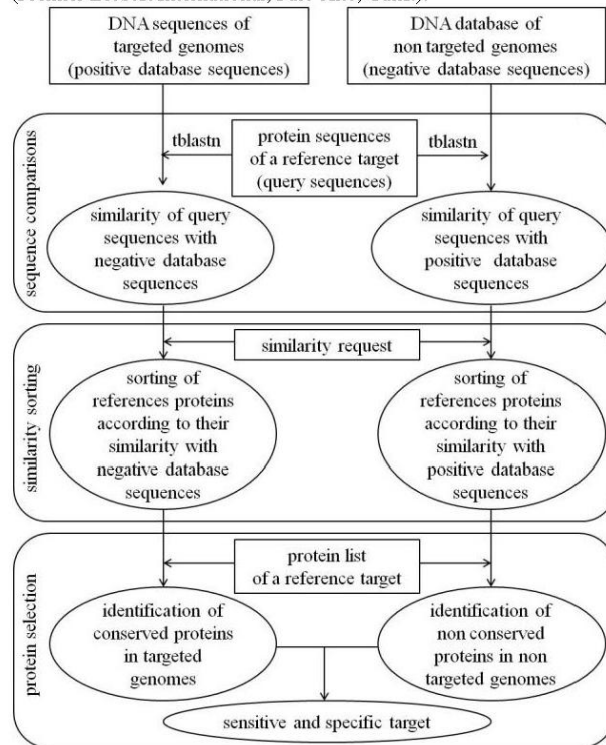 DNA sequences of
targeted genomes
(positive database sequences)
DNA database of
non targeted genomes
(negative database sequences)
sequence comparisons
tblastn
protein sequences
of a reference target
(query sequences)
tblastn
similarity of query
sequences with
negative database
sequences
similarity of query
sequences with
positive database
sequences
similarity sorting
similarity request
sorting of
references proteins
according to their
similarity with
negative database
sequences
sorting of
references proteins
according to their
similarity with
positive database
sequences
protein selection
protein list
of a reference target
identification of
conserved proteins
in targeted
genomes
identification of
non conserved
proteins in non
targeted genomes
sensitive and specific target